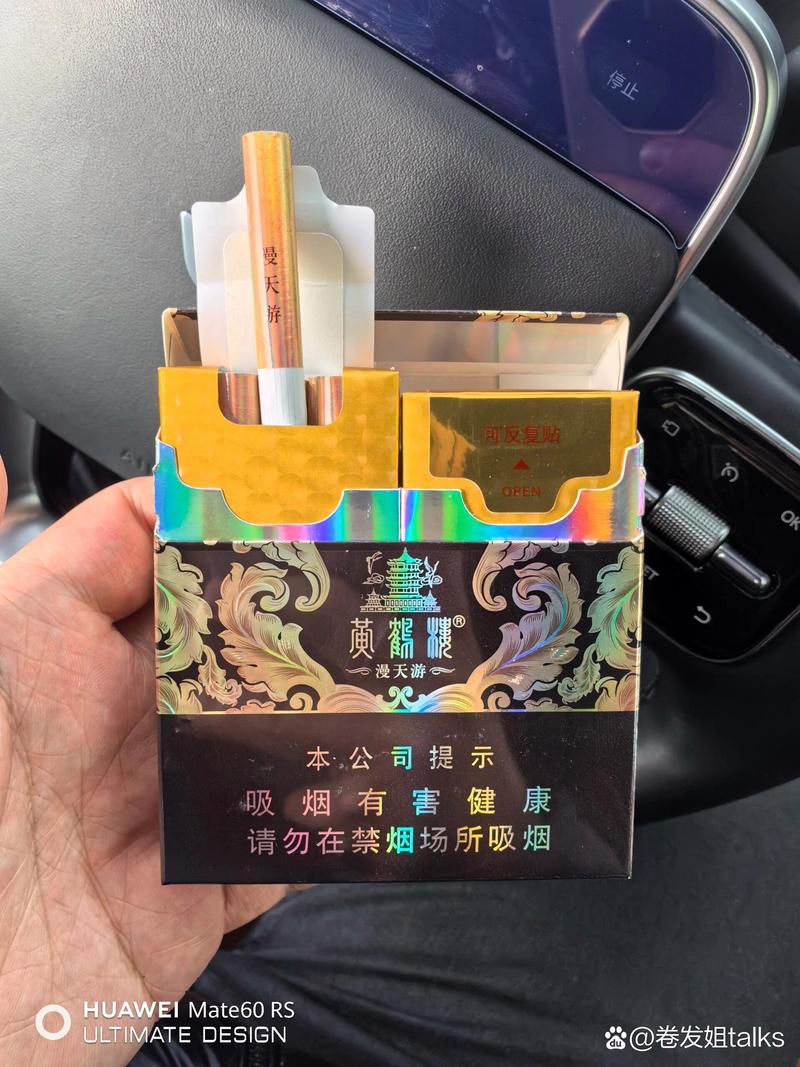 停止
漫天游
可反复贴
OPEN
OK
黄鹤楼®
漫天游
本公司提示
吸烟有害健康
请勿在禁烟场所吸烟
HUAWEI Mate60 RS
ULTIMATE DESIGN
@卷发姐talks